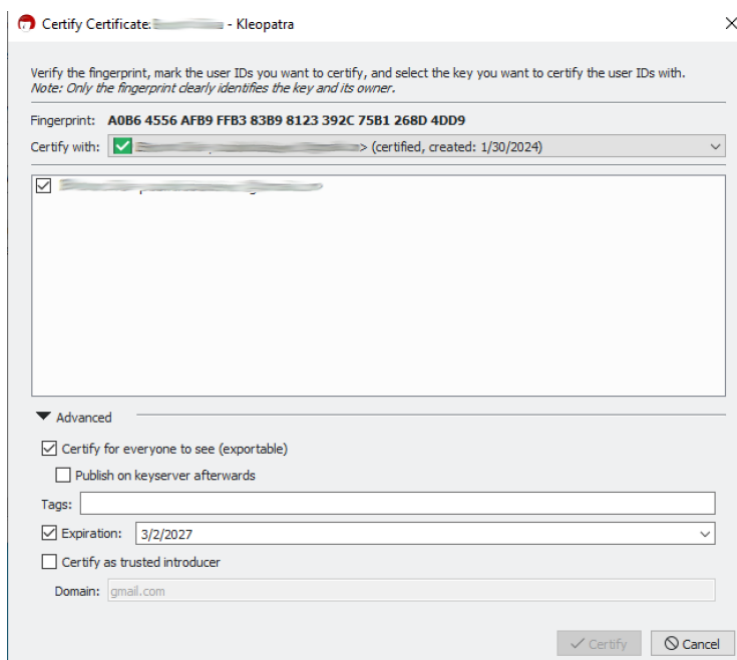 Certify Certificate: - Kleopatra
Verify the fingerprint, mark the user IDs you want to certify, and select the key you want to certify the user IDs with.
Note: Only the fingerprint clearly identifies the key and its owner.
Fingerprint: A0B6 4556 AFB9 FFB3 83B9 8123 392C 75B1 268D 4DD9
Certify with: > (certified, created: 1/30/2024)
Advanced
Certify for everyone to see (exportable)
Publish on keyserver afterwards
Tags:
Expiration: 3/2/2027
Certify as trusted introducer
Domain: gmail.com
Certify Cancel